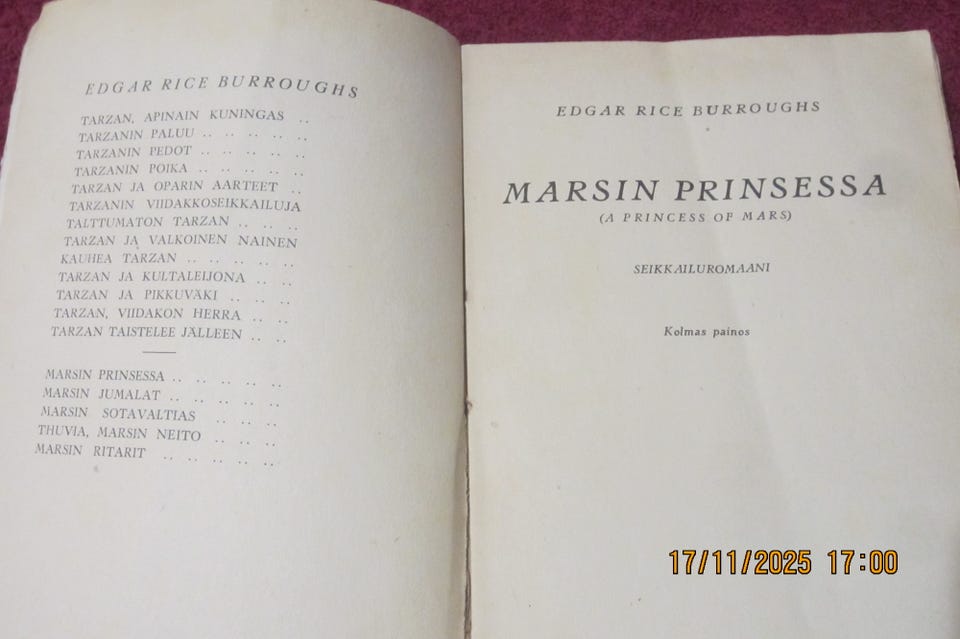 EDGAR RICE BURROUGHS
TARZAN, APINAIN KUNINGAS ..
TARZANIN PALUU .. .. .. .. ..
TARZANIN PEDOT .. .. .. .. ..
TARZANIN POIKA .. .. .. .. ..
TARZAN JA OPARIN AARTEET ..
TARZANIN VIIDAKKOSEIKKAILUJA
TALTTUMATON TARZAN .. .. ..
TARZAN JA VALKOINEN NAINEN
KAUHEA TARZAN .. .. .. .. ..
TARZAN JA KULTALEIJONA .. ..
TARZAN JA PIKKUVÄKI .. .. ..
TARZAN, VIIDAKON HERRA .. ..
TARZAN TAISTELEE JÄLLEEN .. ..
MARSIN PRINSESSA .. .. .. .. ..
MARSIN JUMALAT .. .. .. .. ..
MARSIN SOTAVALTIAS .. .. ..
THUVIA, MARSIN NEITO .. .. ..
MARSIN RITARIT .. .. .. .. ..
EDGAR RICE BURROUGHS
MARSIN PRINSESSA
(A PRINCESS OF MARS)
SEIKKAILUROMAANI
Kolmas painos
17/11/2025 17:00